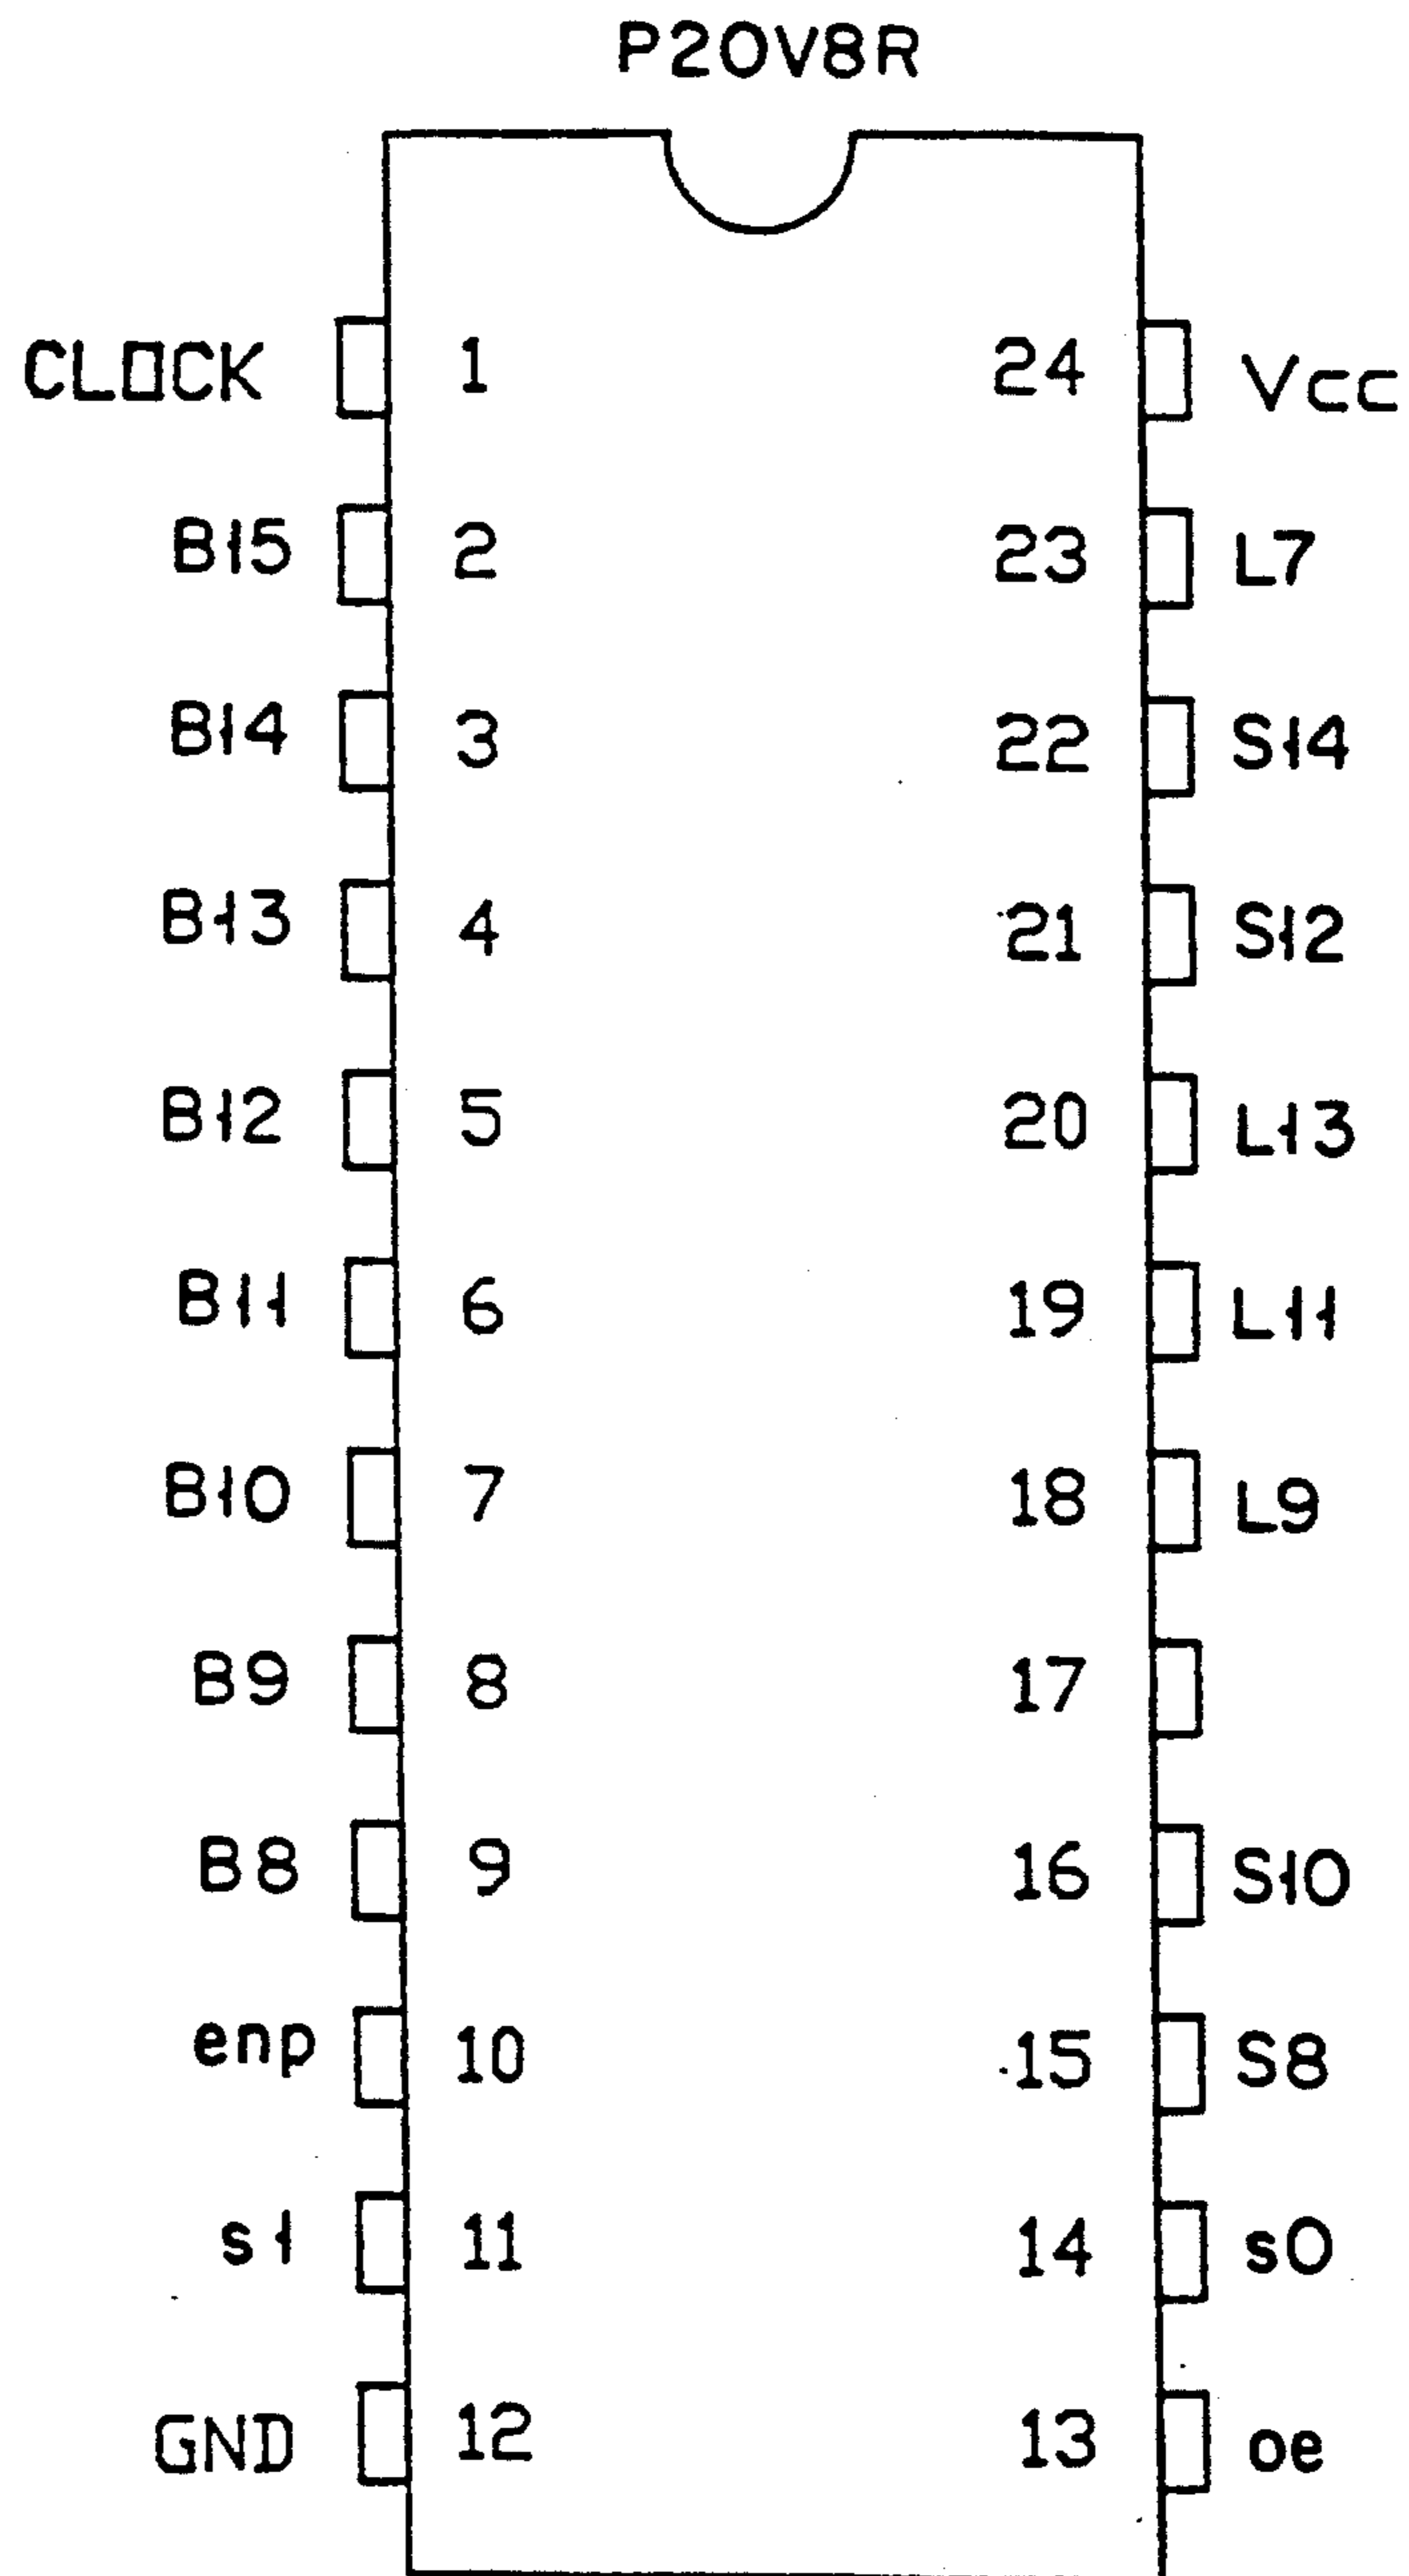 P20V8R
CLOCK 1 24 Vcc
B15 2 23 L7
B14 3 22 S14
B13 4 21 S12
B12 5 20 L13
B11 6 19 L11
B10 7 18 L9
B9 8 17
B8 9 16 S10
enp 10 15 S8
s1 11 14 s0
GND 12 13 oe